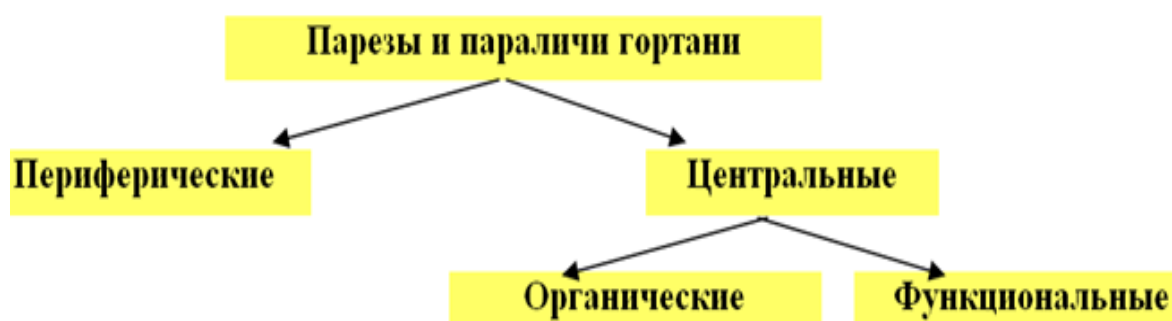 Парезы и параличи гортани
Периферические
Центральные
Органические
Функциональные